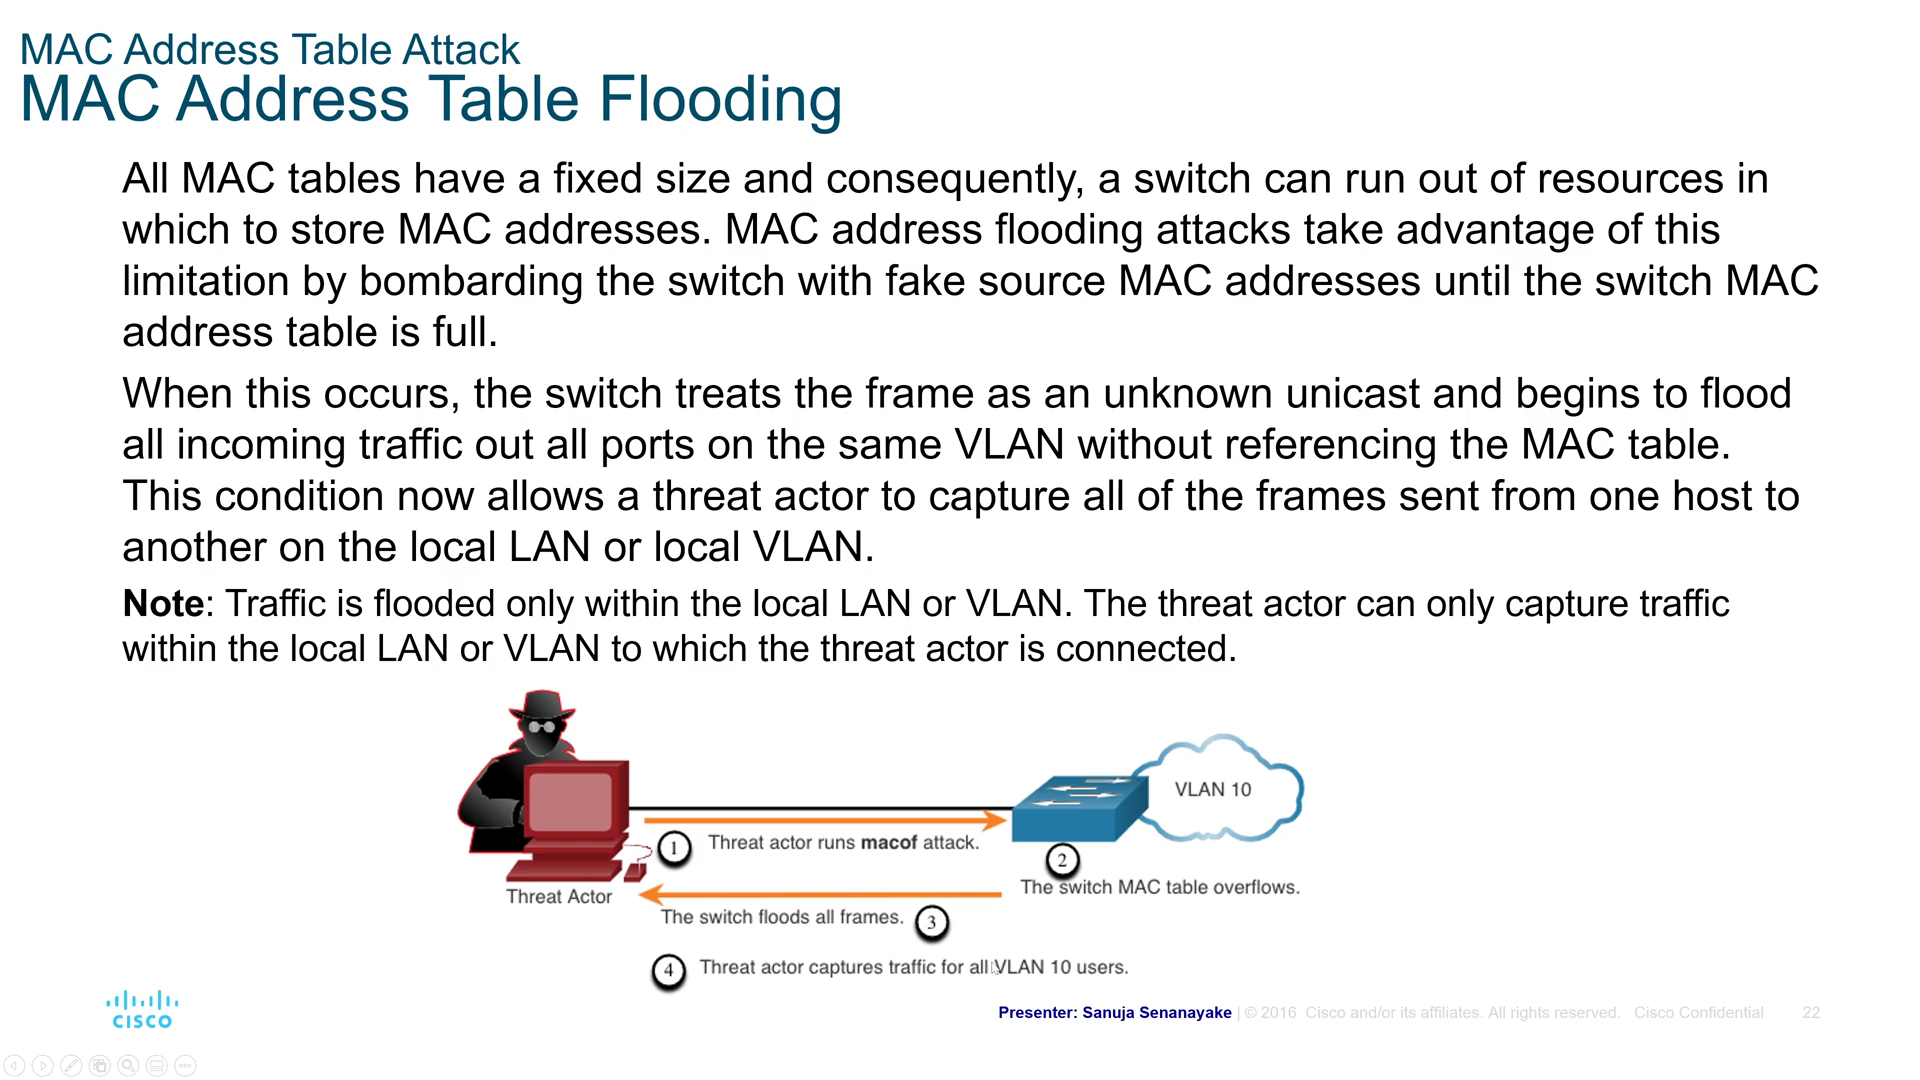 MAC Address Table Attack
MAC Address Table Flooding
All MAC tables have a fixed size and consequently, a switch can run out of resources in
which to store MAC addresses. MAC address flooding attacks take advantage of this
limitation by bombarding the switch with fake source MAC addresses until the switch MAC
address table is full.
When this occurs, the switch treats the frame as an unknown unicast and begins to flood
all incoming traffic out all ports on the same VLAN without referencing the MAC table.
This condition now allows a threat actor to capture all of the frames sent from one host to
another on the local LAN or local VLAN.
Note: Traffic is flooded only within the local LAN or VLAN. The threat actor can only capture traffic
within the local LAN or VLAN to which the threat actor is connected.
VLAN 10
1 Threat actor runs macof attack.
2
The switch MAC table overflows.
Threat Actor
The switch floods all frames. 3
4 Threat actor captures traffic for all VLAN 10 users.
CISCO
Presenter: Sanuja Senanayake | © 2016 Cisco and/or its affiliates. All rights reserved. Cisco Confidential 22